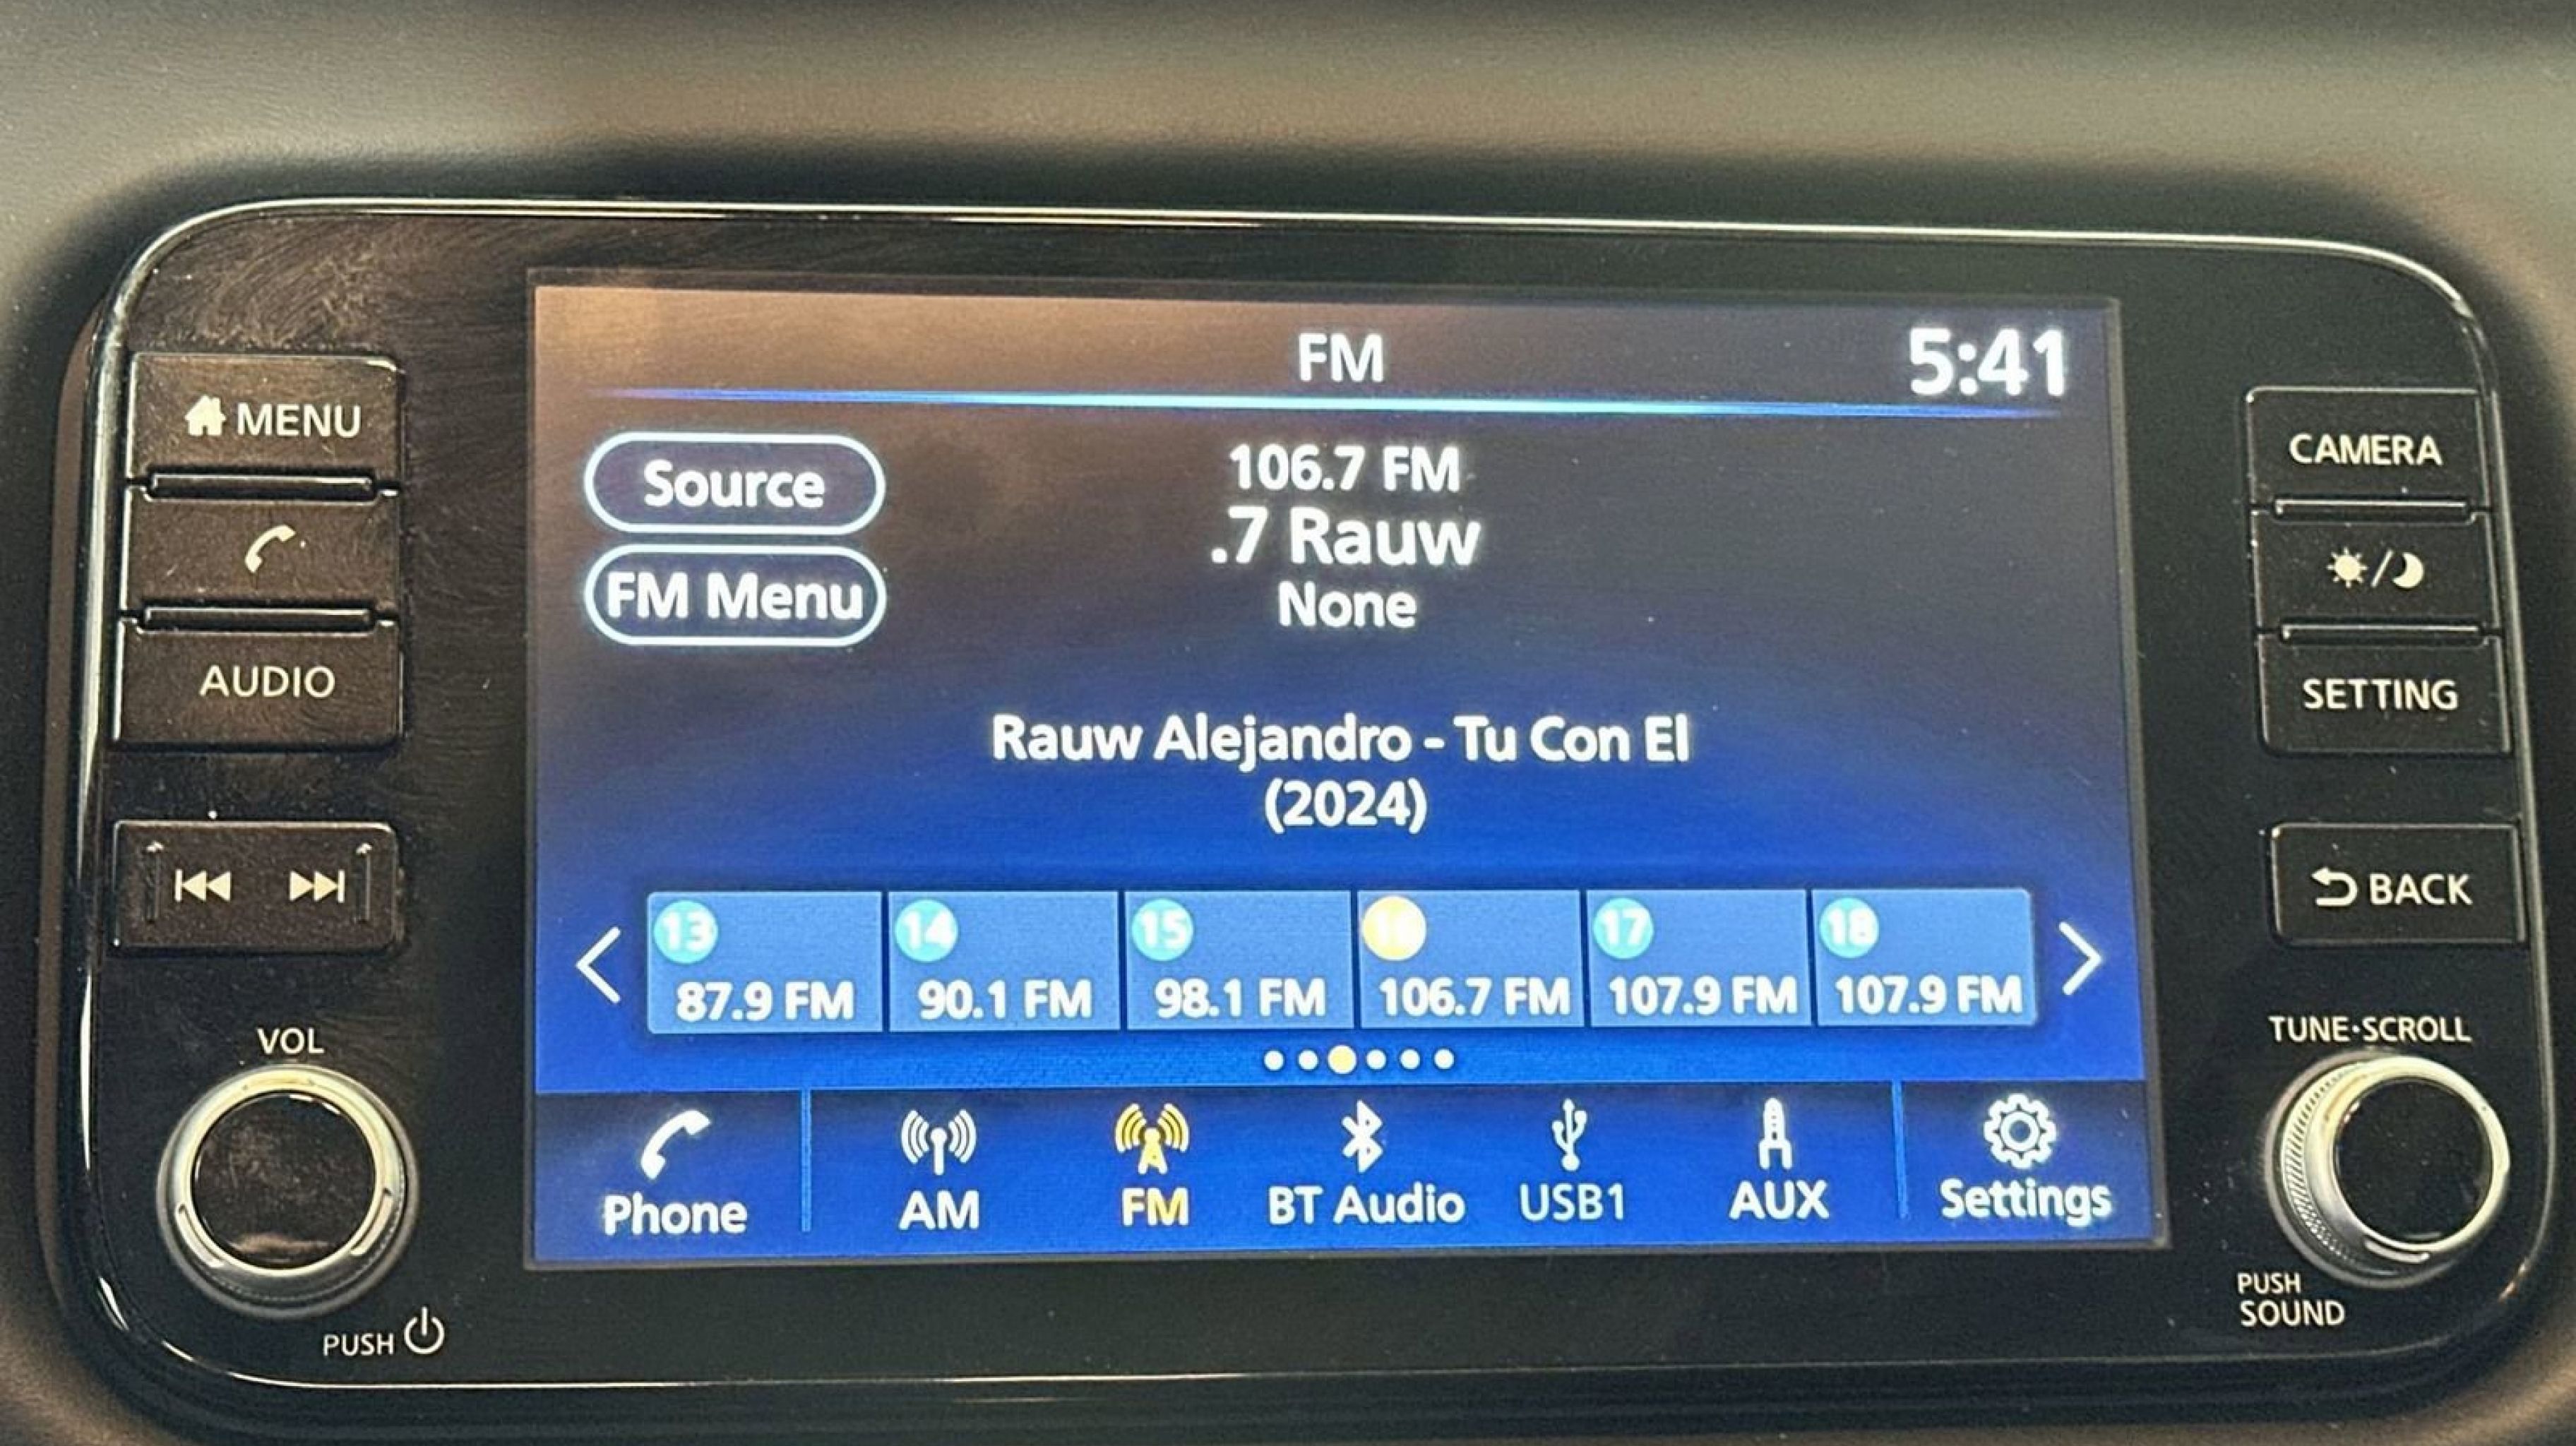 MENU
AUDIO
VOL
PUSH
FM
5:41
Source
FM Menu
106.7 FM
.7 Rauw
None
Rauw Alejandro - Tu Con El
(2024)
13
87.9 FM
14
90.1 FM
15
98.1 FM
16
106.7 FM
17
107.9 FM
18
107.9 FM
Phone
AM
FM
BT Audio
USB1
AUX
Settings
CAMERA
SETTING
BACK
TUNE·SCROLL
PUSH
SOUND